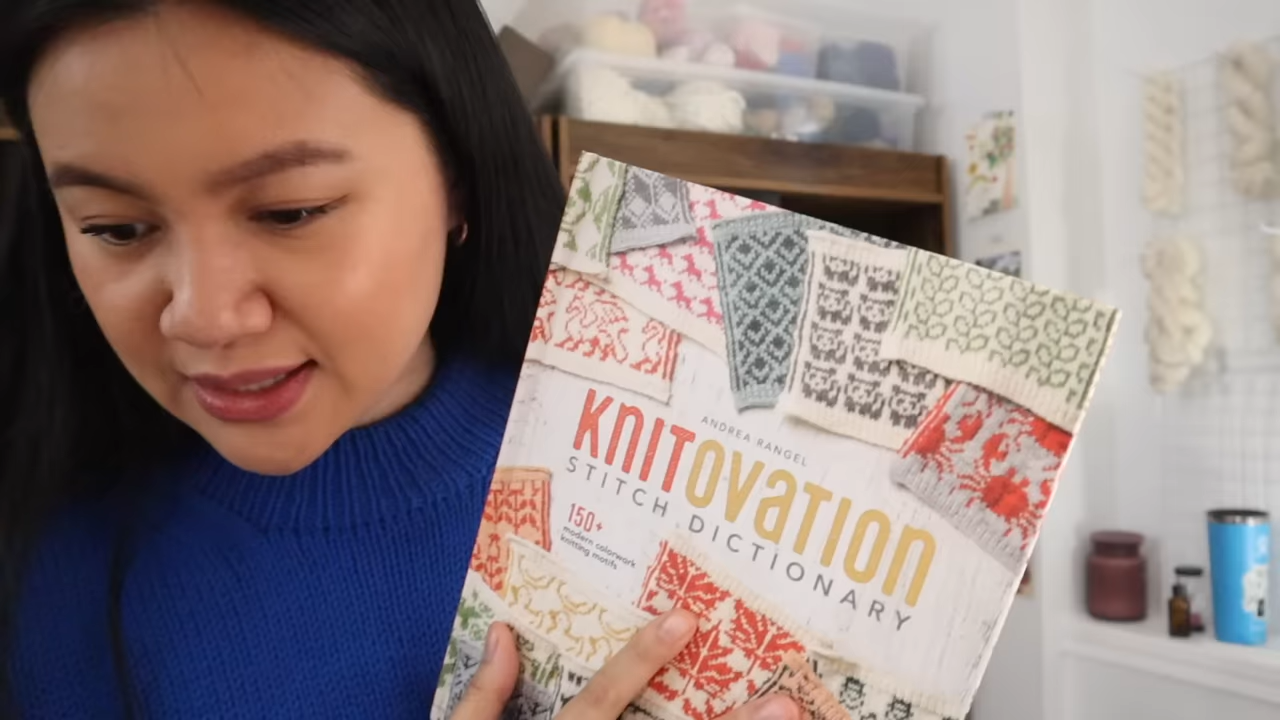 ANDREA RANGEL
KNITOVATION
STITCH DICTIONARY
150+
modern colorwork
knitting motifs